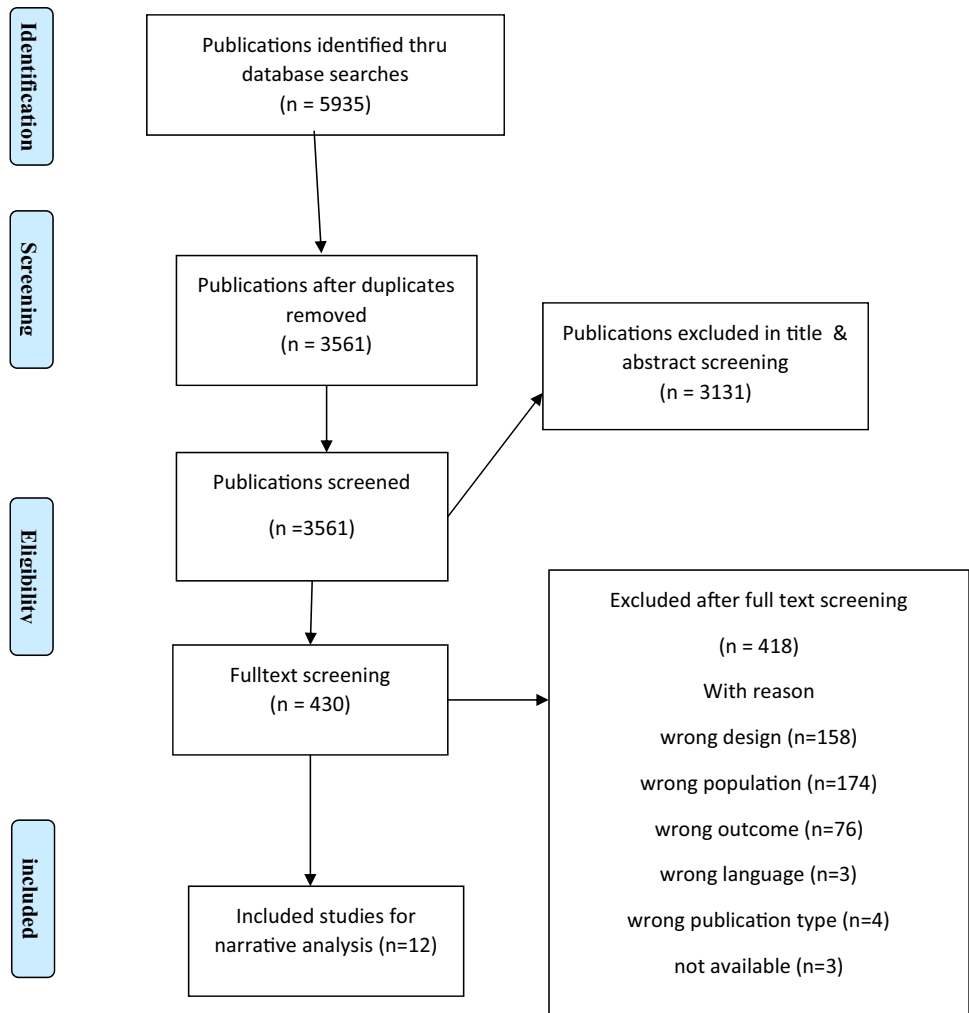 Identification
Publications identified thru
database searches
(n = 5935)
Screening
Publications after duplicates
removed
(n = 3561)
Publications excluded in title &
abstract screening
(n = 3131)
Eligibility
Publications screened
(n =3561)
Fulltext screening
(n = 430)
Excluded after full text screening
(n = 418)
With reason
wrong design (n=158)
wrong population (n=174)
wrong outcome (n=76)
wrong language (n=3)
wrong publication type (n=4)
not available (n=3)
included
Included studies for
narrative analysis (n=12)